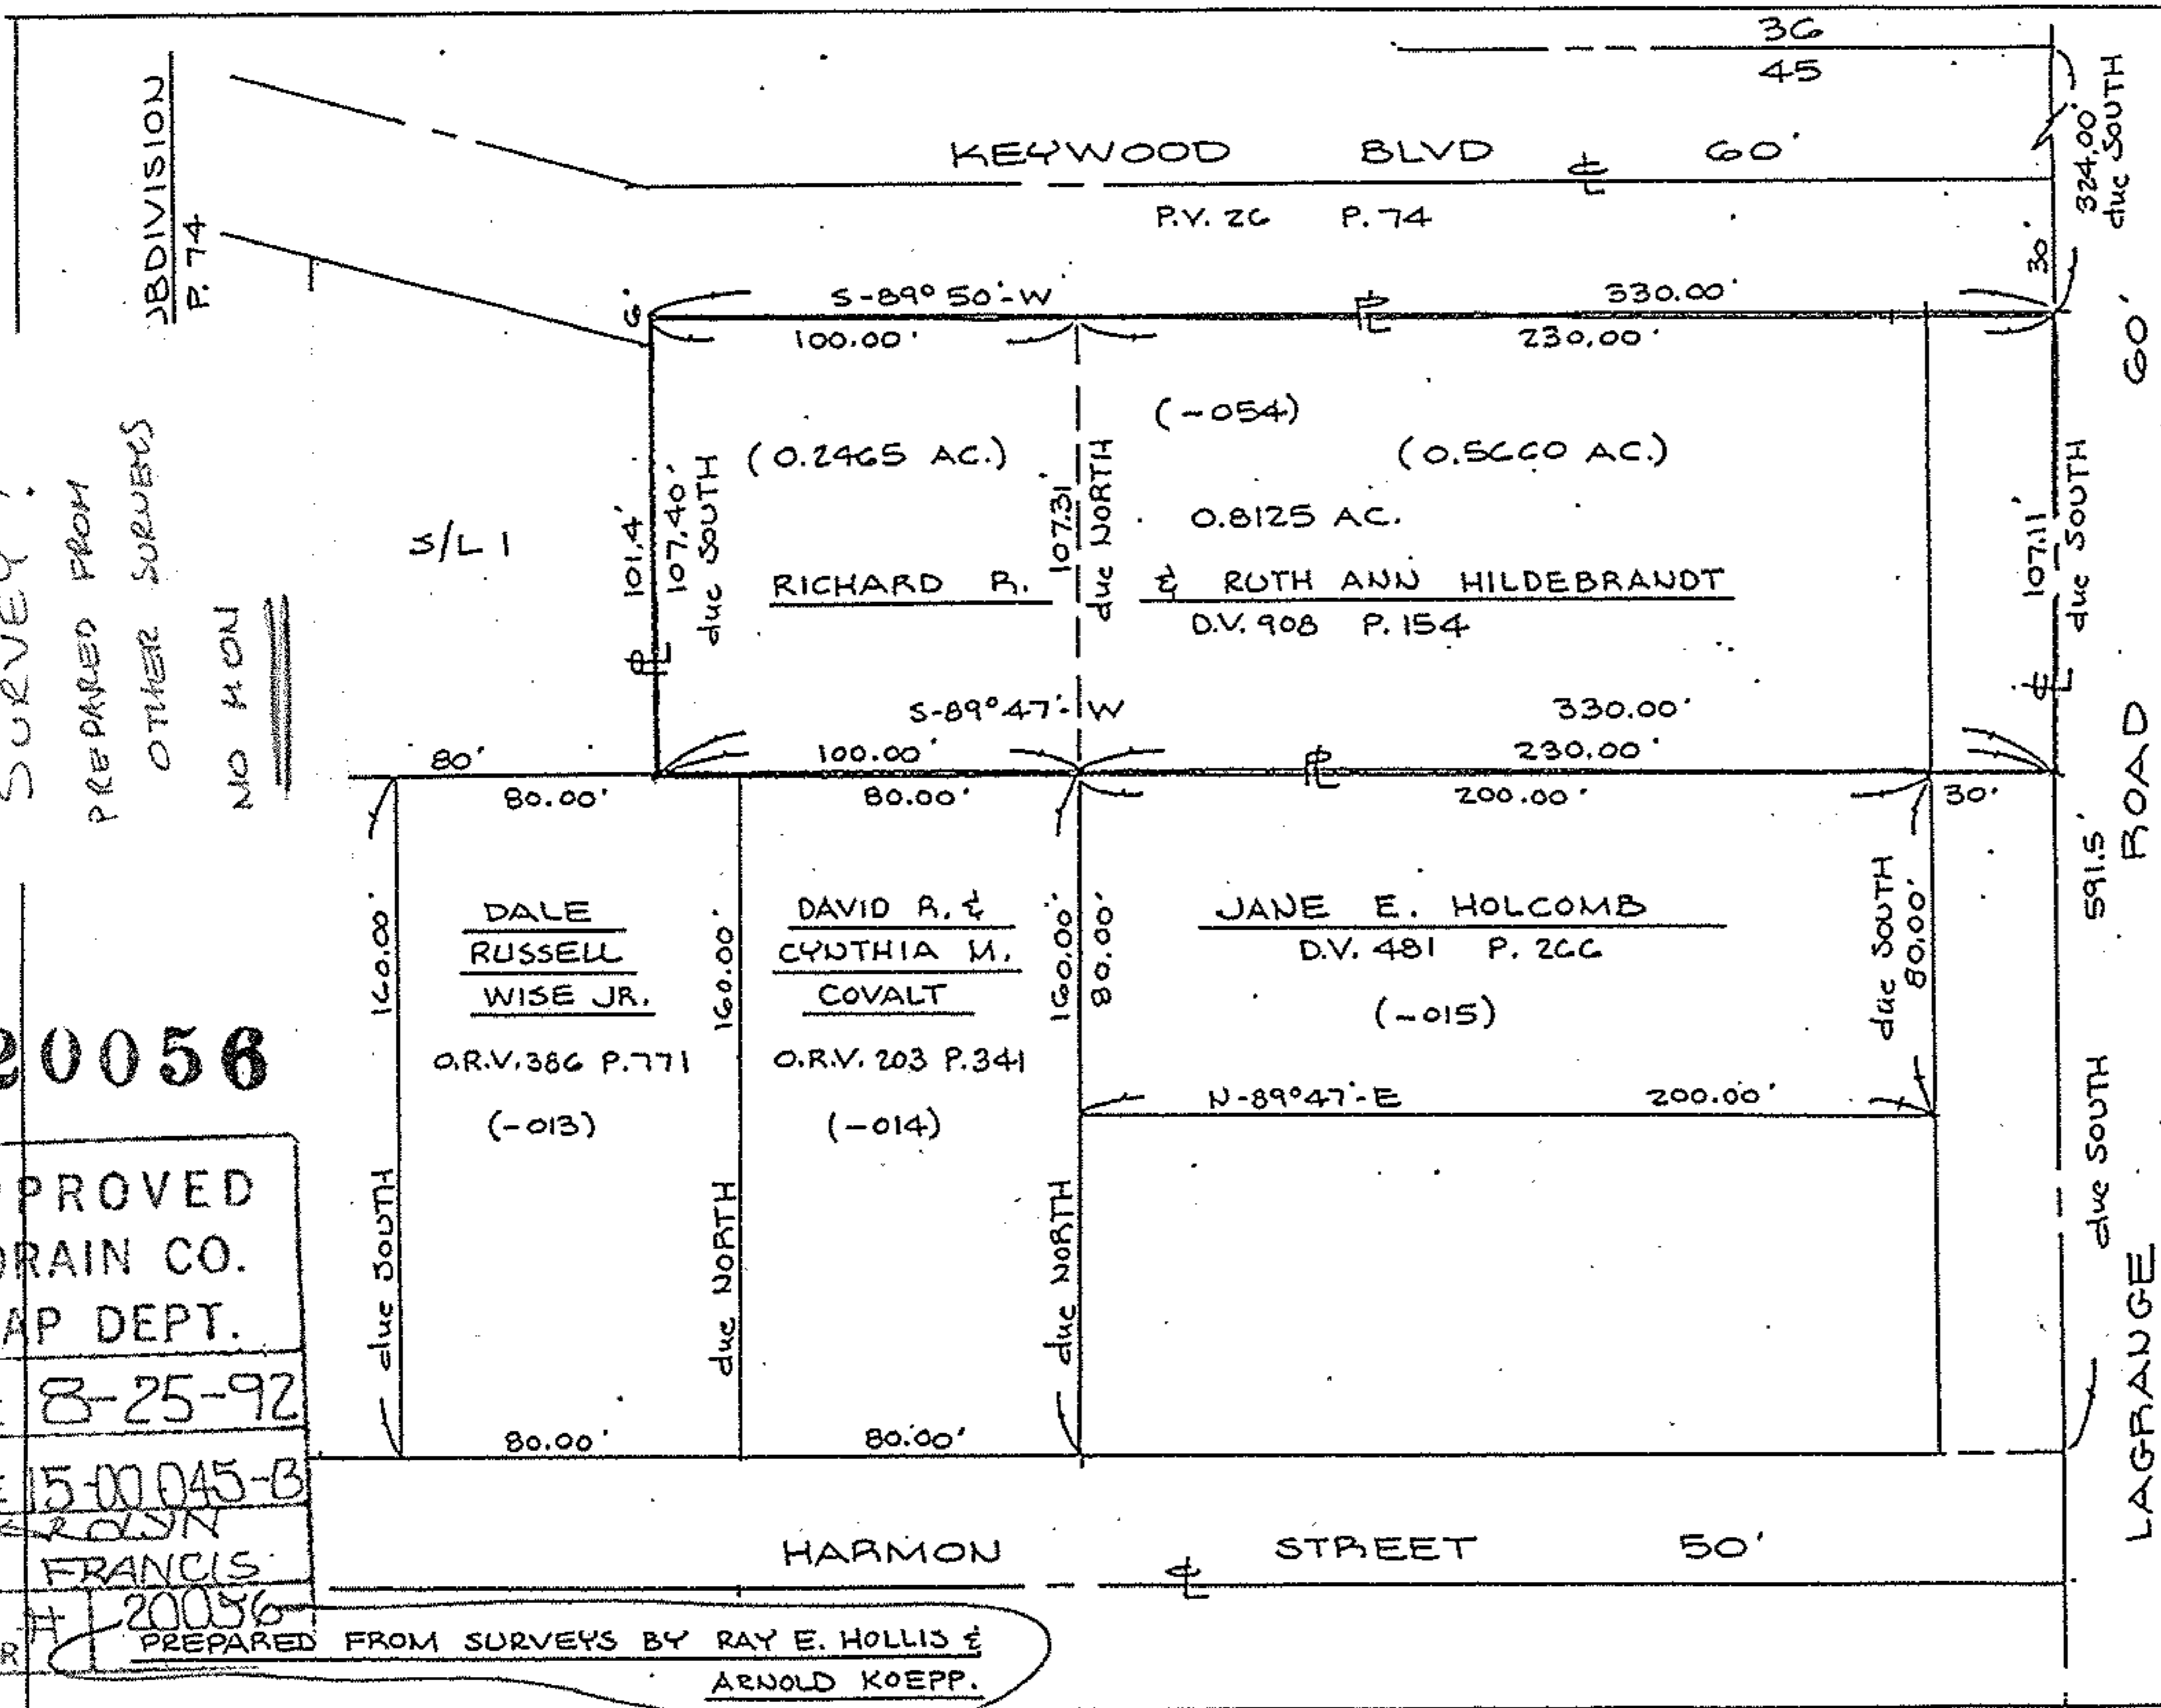 36
45
KEYWOOD BLVD ℄ 60'
P.V. 26 P. 74
324.00'
due SOUTH
30'
60'
JBDIVISION
P. 74
6'
S-89° 50'-W 330.00'
℄
100.00' 230.00'
(-054)
(0.2465 AC.) (0.5660 AC.)
0.8125 AC.
S/L 1
101.4'
107.40'
due SOUTH
107.31'
due NORTH
107.11'
due SOUTH
RICHARD R. & RUTH ANN HILDEBRANDT
D.V. 908 P. 154
S-89°47'-W 330.00'
80' 100.00' 230.00'
80.00' 80.00' 200.00' 30'
SURVEY
PREPARED FROM
OTHER SURVEYS
NO MON
160.00'
due SOUTH
DALE
RUSSELL
WISE JR.
O.R.V. 386 P. 771
(-013)
160.00'
due NORTH
DAVID R. &
CYNTHIA M.
COVALT
O.R.V. 203 P. 341
(-014)
160.00'
due NORTH
80.00'
JANE E. HOLCOMB
D.V. 481 P. 266
(-015)
due SOUTH
80.00'
N-89°47'-E 200.00'
591.5'
due SOUTH
LAGRANGE ROAD
80.00' 80.00'
20056
PROVED
ORAIN CO.
AP DEPT.
8-25-92
15-00 045-B
FRANCIS
20056
HARMON STREET 50'
℄
PREPARED FROM SURVEYS BY RAY E. HOLLIS &
ARNOLD KOEPP.